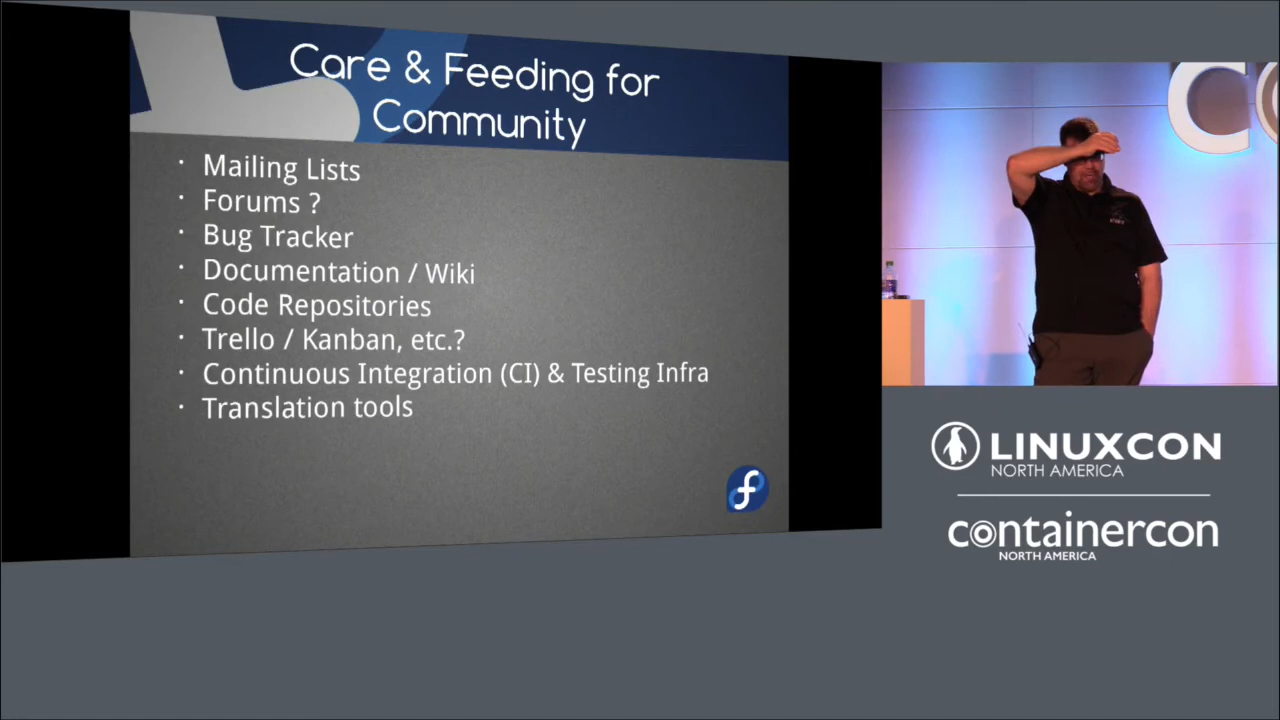 Care & Feeding for
Community
· Mailing Lists
· Forums ?
· Bug Tracker
· Documentation / Wiki
· Code Repositories
· Trello / Kanban, etc.?
· Continuous Integration (CI) & Testing Infra
· Translation tools
LINUXCON
NORTH AMERICA
containercon
NORTH AMERICA